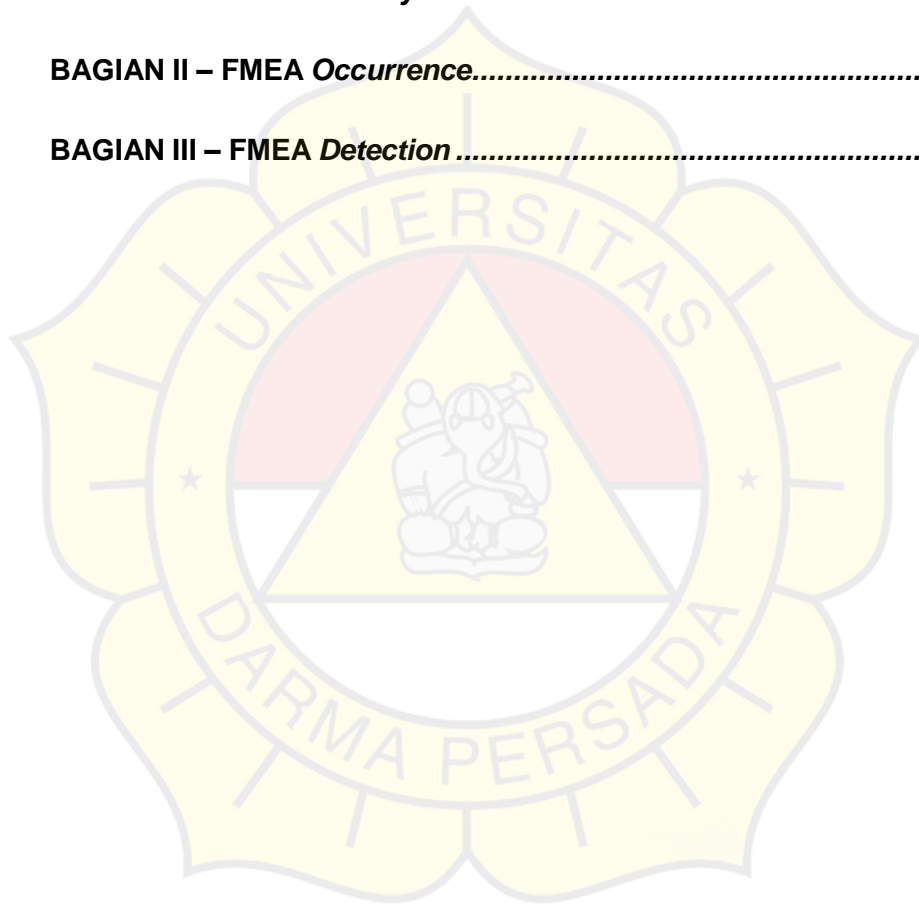 BAGIAN II – FMEA Occurrence......................................................
BAGIAN III – FMEA Detection ........................................................
UNIVERSITAS
DARMA PERSADA